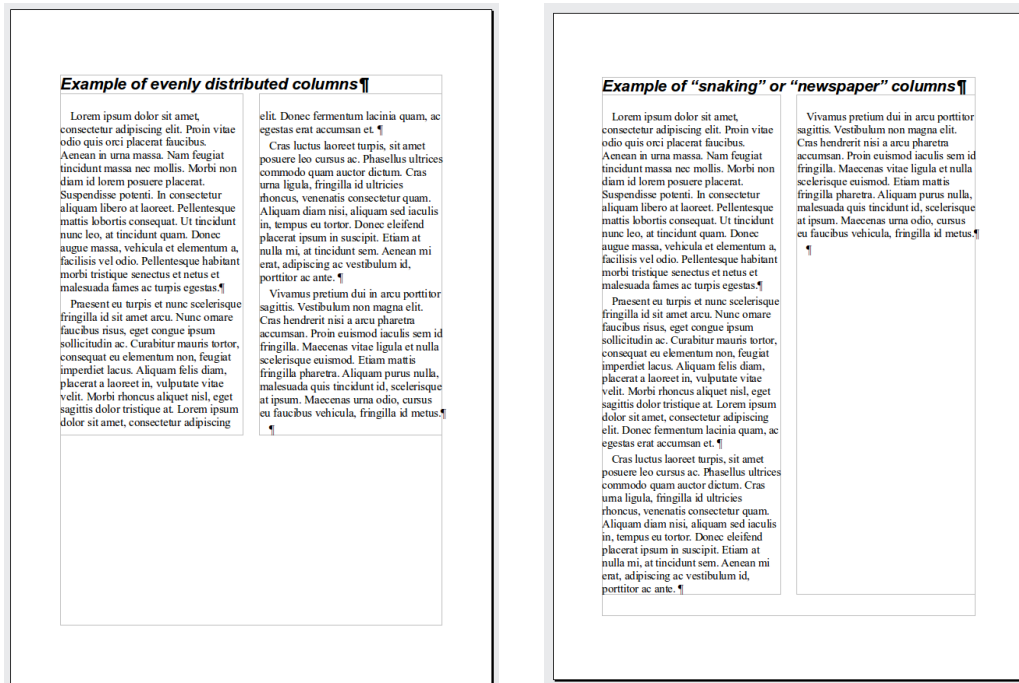 Example of evenly distributed columns¶
Lorem ipsum dolor sit amet,
consectetur adipiscing elit. Proin vitae
odio quis orci placerat faucibus.
Aenean in urna massa. Nam feugiat
tincidunt massa nec mollis. Morbi non
diam id lorem posuere placerat.
Suspendisse potenti. In consectetur
aliquam libero at laoreet. Pellentesque
mattis lobortis consequat. Ut tincidunt
nunc leo, at tincidunt quam. Donec
augue massa, vehicula et elementum a,
facilisis vel odio. Pellentesque habitant
morbi tristique senectus et netus et
malesuada fames ac turpis egestas.¶
Praesent eu turpis et nunc scelerisque
fringilla id sit amet arcu. Nunc ornare
faucibus risus, eget congue ipsum
sollicitudin ac. Curabitur mauris tortor,
consequat eu elementum non, feugiat
imperdiet lacus. Aliquam felis diam,
placerat a laoreet in, vulputate vitae
velit. Morbi rhoncus aliquet nisl, eget
sagittis dolor tristique at. Lorem ipsum
dolor sit amet, consectetur adipiscing
elit. Donec fermentum lacinia quam, ac
egestas erat accumsan et. ¶
Cras luctus laoreet turpis, sit amet
posuere leo cursus ac. Phasellus ultrices
commodo quam auctor dictum. Cras
urna ligula, fringilla id ultricies
rhoncus, venenatis consectetur quam.
Aliquam diam nisi, aliquam sed iaculis
in, tempus eu tortor. Donec eleifend
placerat ipsum in suscipit. Etiam at
nulla mi, at tincidunt sem. Aenean mi
erat, adipiscing ac vestibulum id,
porttitor ac ante. ¶
Vivamus pretium dui in arcu porttitor
sagittis. Vestibulum non magna elit.
Cras hendrerit nisi a arcu pharetra
accumsan. Proin euismod iaculis sem id
fringilla. Maecenas vitae ligula et nulla
scelerisque euismod. Etiam mattis
fringilla pharetra. Aliquam purus nulla,
malesuada quis tincidunt id, scelerisque
at ipsum. Maecenas urna odio, cursus
eu faucibus vehicula, fringilla id metus.¶
¶
Example of “snaking” or “newspaper” columns¶
Lorem ipsum dolor sit amet,
consectetur adipiscing elit. Proin vitae
odio quis orci placerat faucibus.
Aenean in urna massa. Nam feugiat
tincidunt massa nec mollis. Morbi non
diam id lorem posuere placerat.
Suspendisse potenti. In consectetur
aliquam libero at laoreet. Pellentesque
mattis lobortis consequat. Ut tincidunt
nunc leo, at tincidunt quam. Donec
augue massa, vehicula et elementum a,
facilisis vel odio. Pellentesque habitant
morbi tristique senectus et netus et
malesuada fames ac turpis egestas.¶
Praesent eu turpis et nunc scelerisque
fringilla id sit amet arcu. Nunc ornare
faucibus risus, eget congue ipsum
sollicitudin ac. Curabitur mauris tortor,
consequat eu elementum non, feugiat
imperdiet lacus. Aliquam felis diam,
placerat a laoreet in, vulputate vitae
velit. Morbi rhoncus aliquet nisl, eget
sagittis dolor tristique at. Lorem ipsum
dolor sit amet, consectetur adipiscing
elit. Donec fermentum lacinia quam, ac
egestas erat accumsan et. ¶
Cras luctus laoreet turpis, sit amet
posuere leo cursus ac. Phasellus ultrices
commodo quam auctor dictum. Cras
urna ligula, fringilla id ultricies
rhoncus, venenatis consectetur quam.
Aliquam diam nisi, aliquam sed iaculis
in, tempus eu tortor. Donec eleifend
placerat ipsum in suscipit. Etiam at
nulla mi, at tincidunt sem. Aenean mi
erat, adipiscing ac vestibulum id,
porttitor ac ante. ¶
Vivamus pretium dui in arcu porttitor
sagittis. Vestibulum non magna elit.
Cras hendrerit nisi a arcu pharetra
accumsan. Proin euismod iaculis sem id
fringilla. Maecenas vitae ligula et nulla
scelerisque euismod. Etiam mattis
fringilla pharetra. Aliquam purus nulla,
malesuada quis tincidunt id, scelerisque
at ipsum. Maecenas urna odio, cursus
eu faucibus vehicula, fringilla id metus.¶
¶